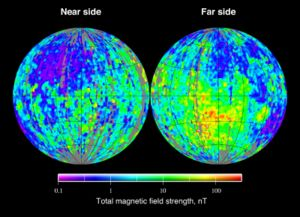 Near side Far side
0.1 1 10 100
Total magnetic field strength, nT